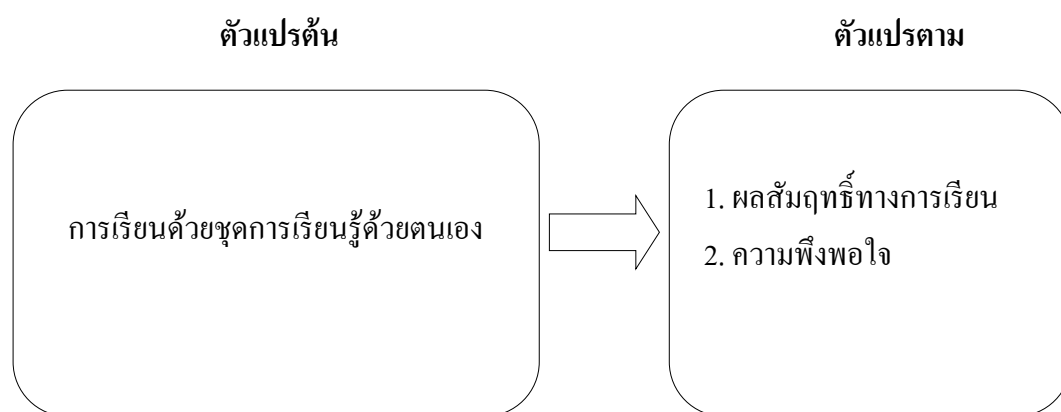 ตัวแปรต้น
ตัวแปรตาม
การเรียนด้วยชุดการเรียนรู้ด้วยตนเอง
1. ผลสัมฤทธิ์ทางการเรียน
2. ความพึงพอใจ